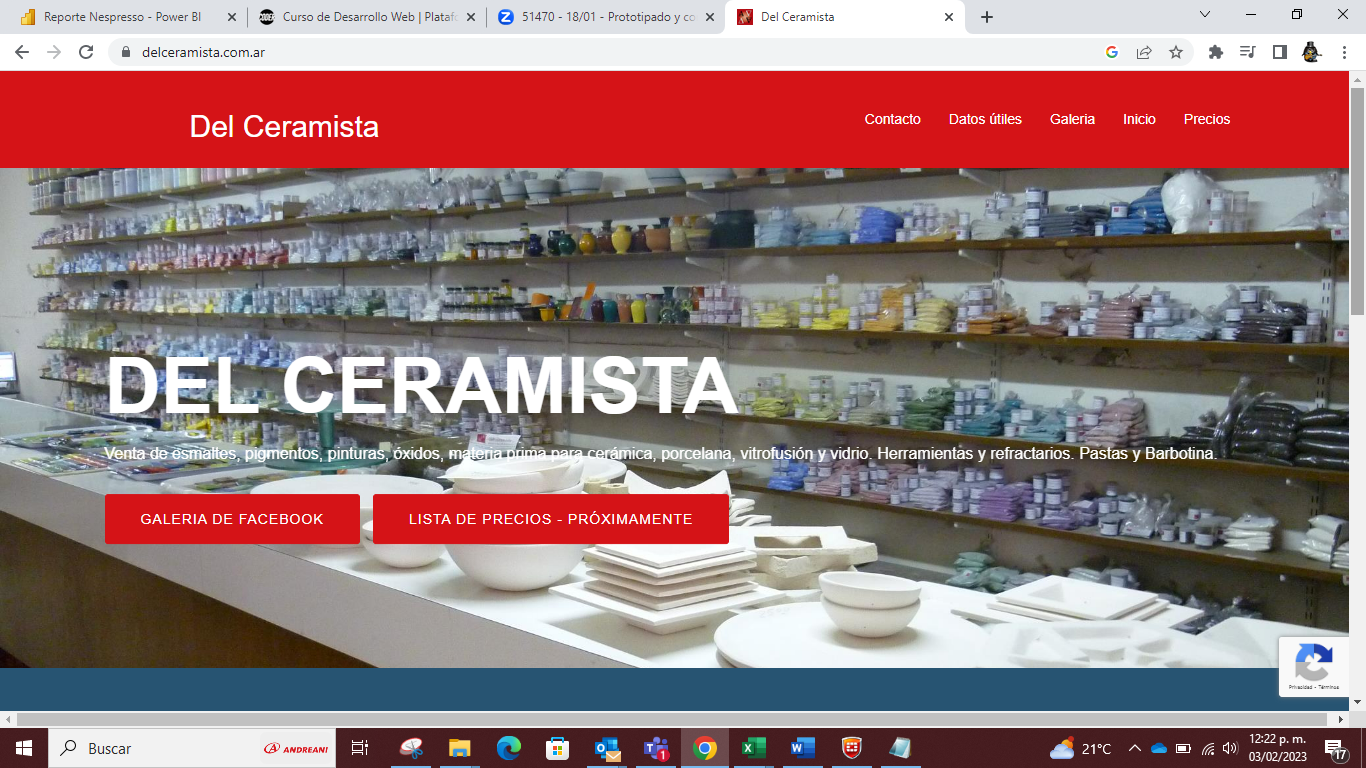 Reporte Nespresso - Power BI
Curso de Desarrollo Web | Plataf
51470 - 18/01 - Prototipado y co
Del Ceramista
delceramista.com.ar
Del Ceramista
Contacto
Datos útiles
Galeria
Inicio
Precios
DEL CERAMISTA
Venta de esmaltes, pigmentos, pinturas, óxidos, materia prima para cerámica, porcelana, vitrofusión y vidrio. Herramientas y refractarios. Pastas y Barbotina.
GALERIA DE FACEBOOK
LISTA DE PRECIOS - PRÓXIMAMENTE
Privacidad - Términos
Buscar
ANDREANI
1
21°C
12:22 p. m.
03/02/2023
17